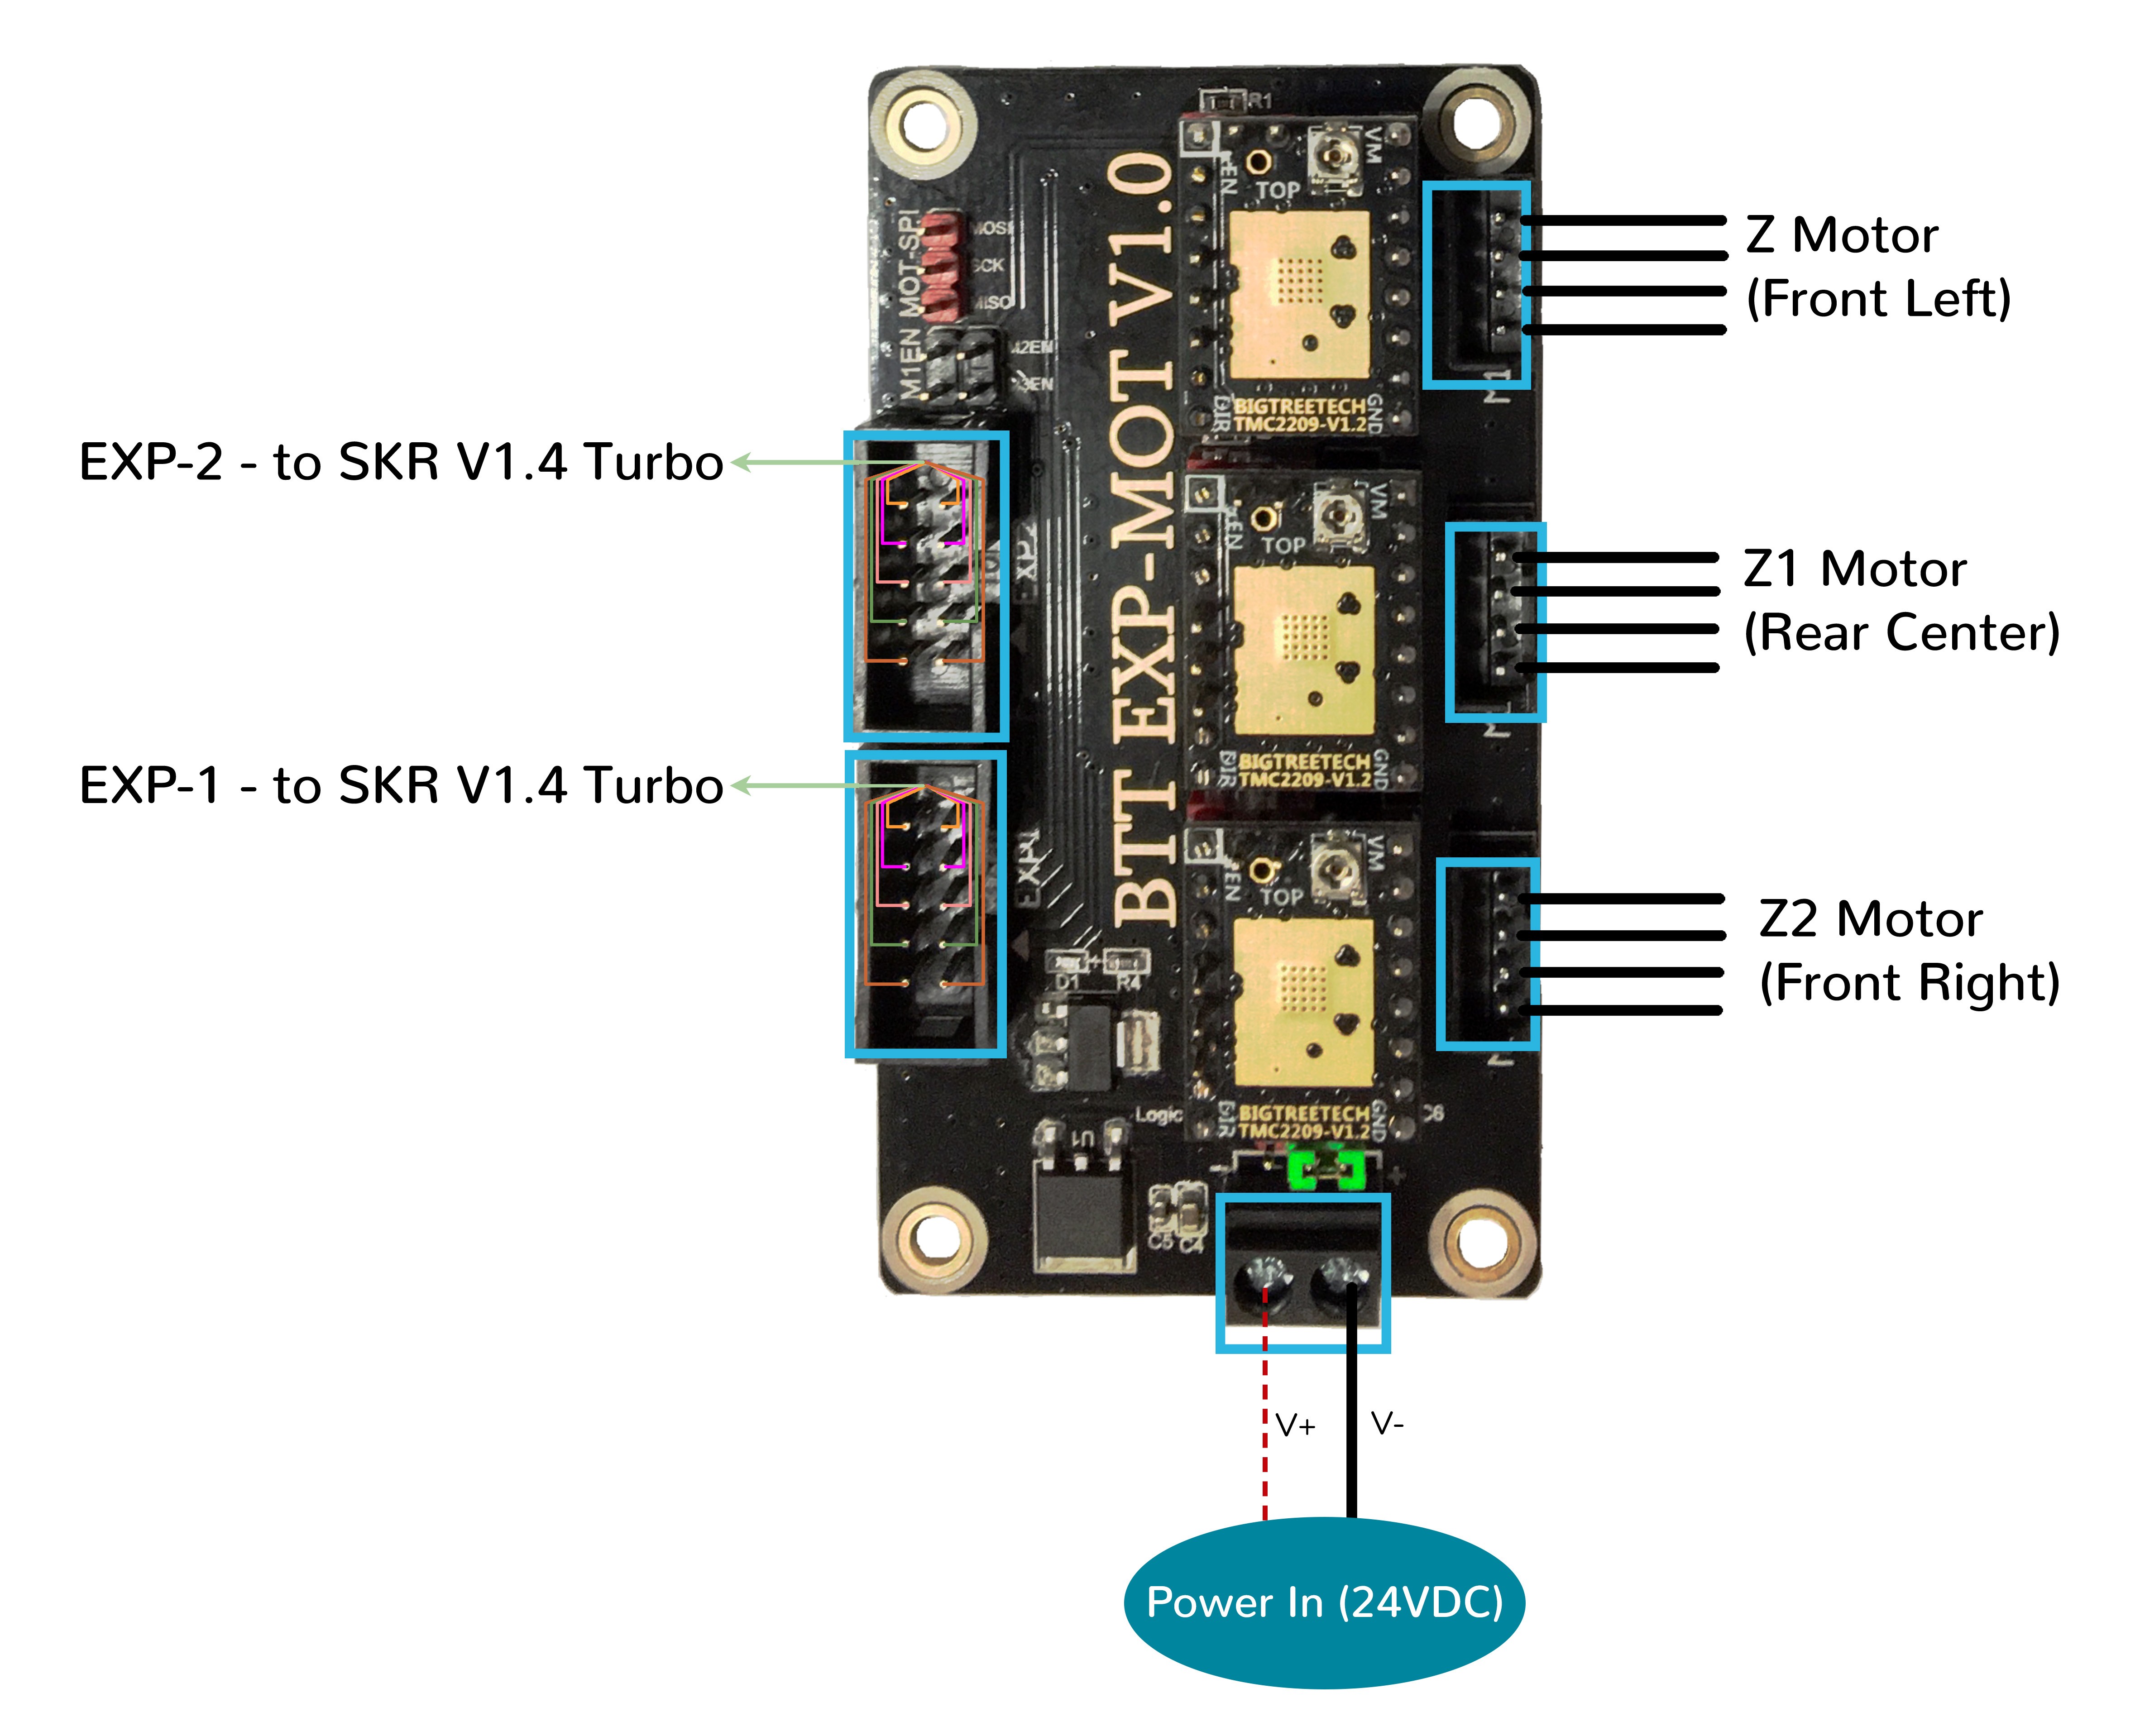 R1
EN
VM
TOP
MOT-SPI
SCK
MISO
M1EN
M2EN
DIR
GND
BIGTREETECH
TMC2209-V1.2
M1
Z Motor
(Front Left)
BTT EXP-MOT V1.0
EXP-2 - to SKR V1.4 Turbo
EN
VM
TOP
EXP2
DIR
GND
BIGTREETECH
TMC2209-V1.2
Z1 Motor
(Rear Center)
EXP-1 - to SKR V1.4 Turbo
EXP1
EN
VM
TOP
DIR
GND
BIGTREETECH
TMC2209-V1.2
Z2 Motor
(Front Right)
D1
R4
Logic
U1
- +
C5
C4
V+
V-
Power In (24VDC)